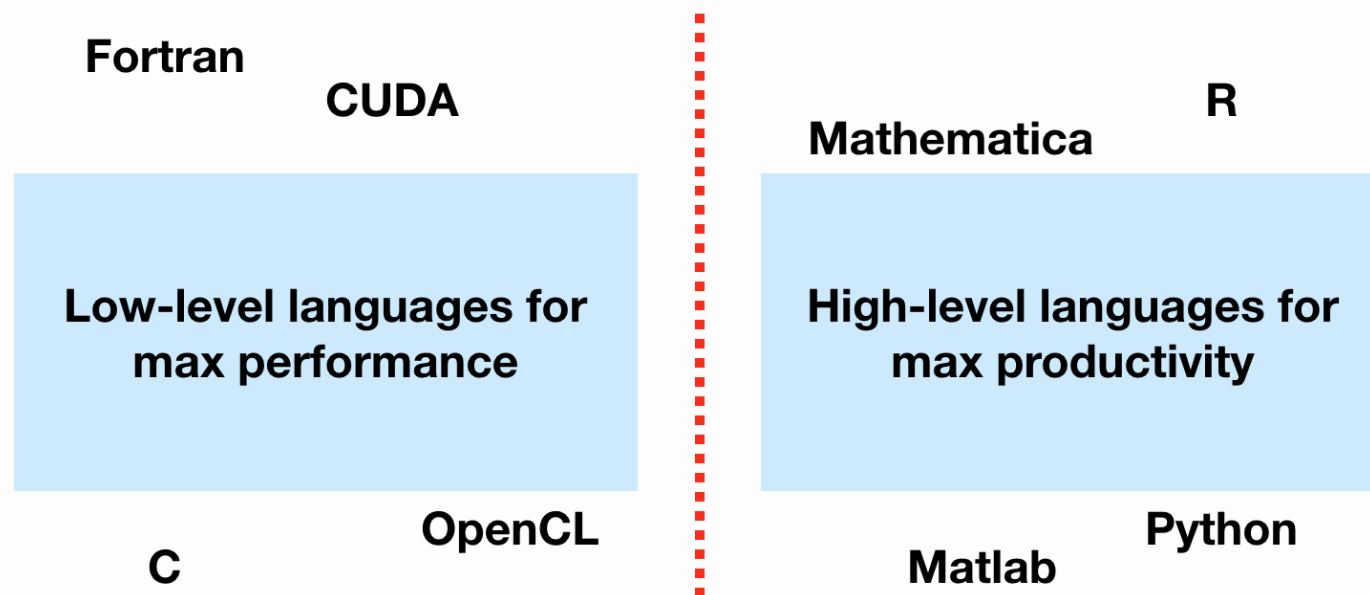 Fortran
CUDA
Low-level languages for
max performance
OpenCL
C
R
Mathematica
High-level languages for
max productivity
Python
Matlab